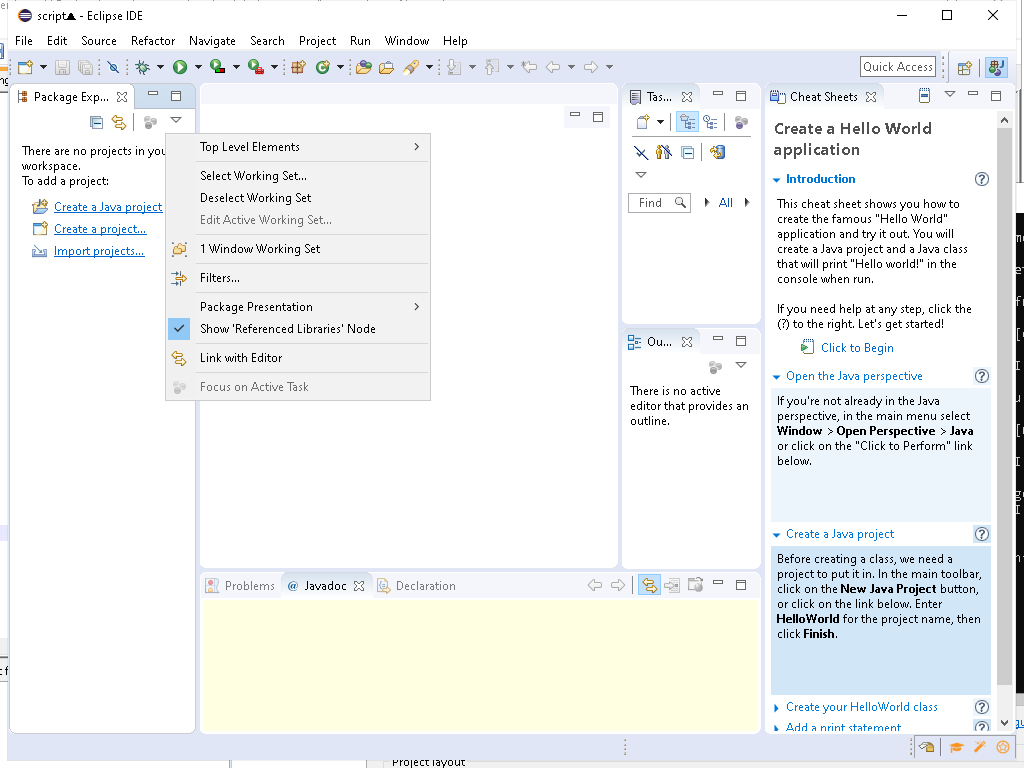 script▲ - Eclipse IDE
File Edit Source Refactor Navigate Search Project Run Window Help
Quick Access
Package Exp...
There are no projects in you
workspace.
To add a project:
Create a Java project
Create a project...
Import projects...
Top Level Elements
Select Working Set...
Deselect Working Set
Edit Active Working Set...
1 Window Working Set
Filters...
Package Presentation
Show 'Referenced Libraries' Node
Link with Editor
Focus on Active Task
Tas...
Find All
Ou...
There is no active
editor that provides an
outline.
Problems @ Javadoc Declaration
Cheat Sheets
Create a Hello World
application
Introduction
This cheat sheet shows you how to
create the famous "Hello World"
application and try it out. You will
create a Java project and a Java class
that will print "Hello world!" in the
console when run.
If you need help at any step, click the
(?) to the right. Let's get started!
Click to Begin
Open the Java perspective
If you're not already in the Java
perspective, in the main menu select
Window > Open Perspective > Java
or click on the "Click to Perform" link
below.
Create a Java project
Before creating a class, we need a
project to put it in. In the main toolbar,
click on the New Java Project button,
or click on the link below. Enter
HelloWorld for the project name, then
click Finish.
Create your HelloWorld class
Add a print statement
Project layout